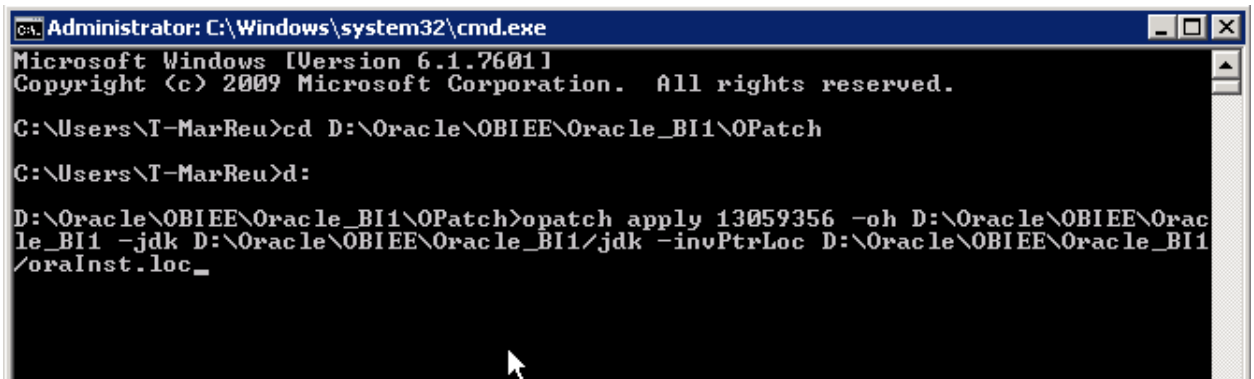 Administrator: C:\Windows\system32\cmd.exe
Microsoft Windows [Version 6.1.7601]
Copyright (c) 2009 Microsoft Corporation.  All rights reserved.
C:\Users\T-MarReu>cd D:\Oracle\OBIEE\Oracle_BI1\OPatch
C:\Users\T-MarReu>d:
D:\Oracle\OBIEE\Oracle_BI1\OPatch>opatch apply 13059356 -oh D:\Oracle\OBIEE\Orac
le_BI1 -jdk D:\Oracle\OBIEE\Oracle_BI1/jdk -invPtrLoc D:\Oracle\OBIEE\Oracle_BI1
/oraInst.loc_